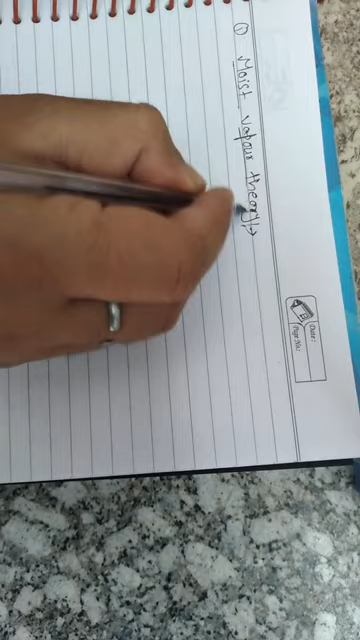 ① Moist vapour theory:→
Date:
Page No: